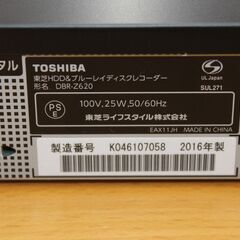 タル
TOSHIBA
東芝HDD&ブルーレイディスクレコーダー
形名 DBR-Z620
UL Japan
SUL271
PS E
100V,25W,50/60Hz
東芝ライフスタイル株式会社
EAX11JH MADE IN CHINA
製造番号 K046107058 2016年製